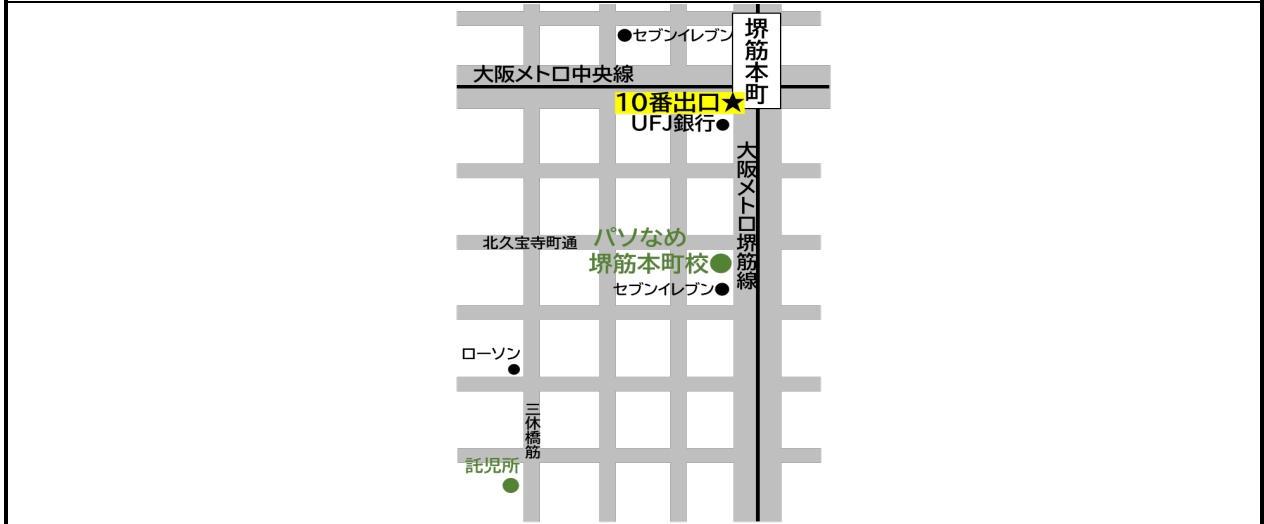 セブンイレブン
堺筋本町
大阪メトロ中央線
10番出口★
UFJ銀行
大阪メトロ堺筋線
北久宝寺町通
パソなめ
堺筋本町校
セブンイレブン
ローソン
三休橋筋
託児所